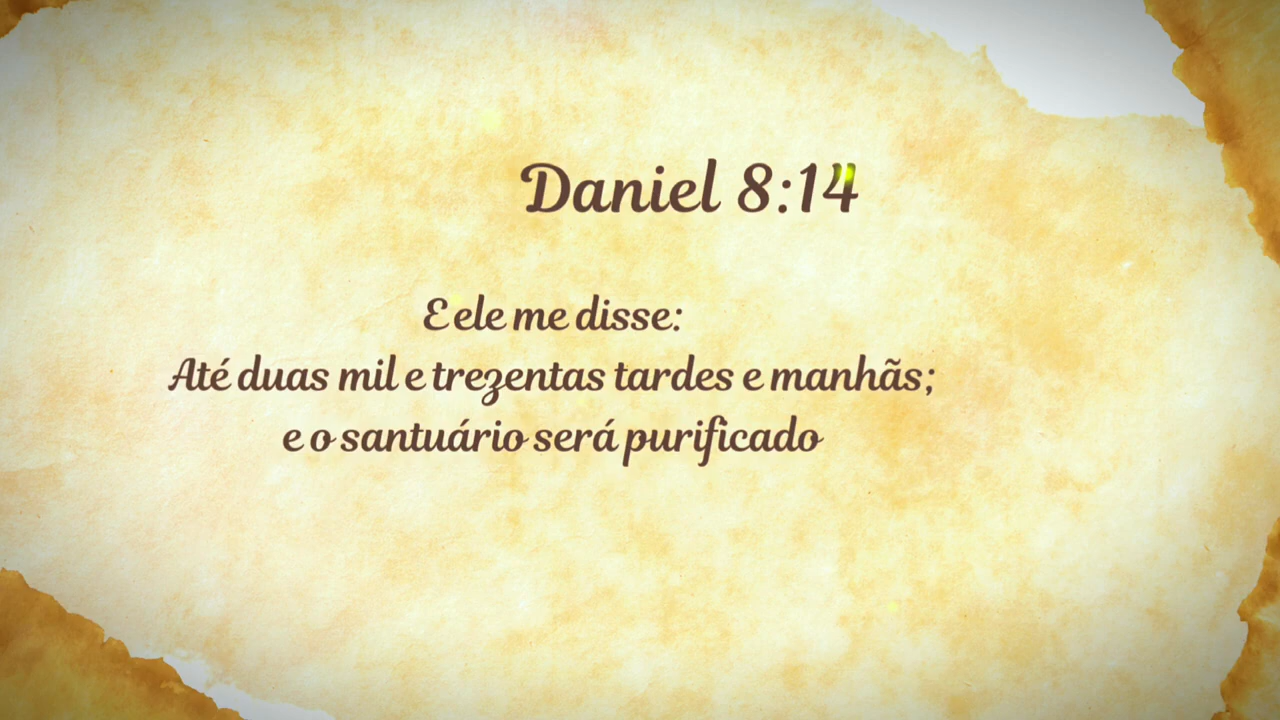 Daniel 8:14
E ele me disse:
Até duas mil e trezentas tardes e manhãs;
e o santuário será purificado